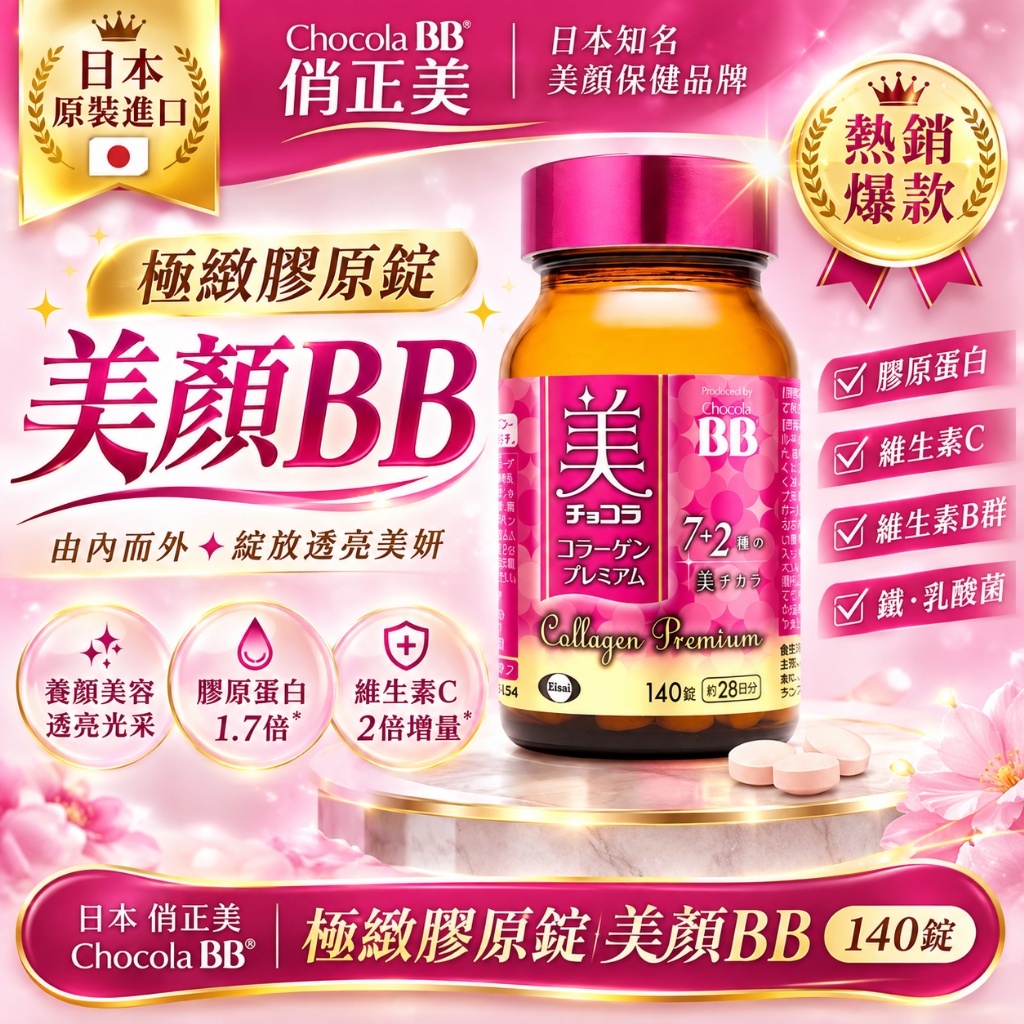 日本
原裝進口
Chocola BB®
俏正美
日本知名
美顏保健品牌
熱銷
爆款
極緻膠原錠
美顏BB
由內而外 綻放透亮美妍
養顏美容
透亮光采
膠原蛋白
1.7倍*
維生素C
2倍增量*
Produced by
Chocola
BB
美
チョコラ
コラーゲン
プレミアム
7+2種の
美チカラ
Collagen Premium
Eisai
140錠 約28日分
膠原蛋白
維生素C
維生素B群
鐵·乳酸菌
日本 俏正美
Chocola BB®
極緻膠原錠 美顏BB 140錠